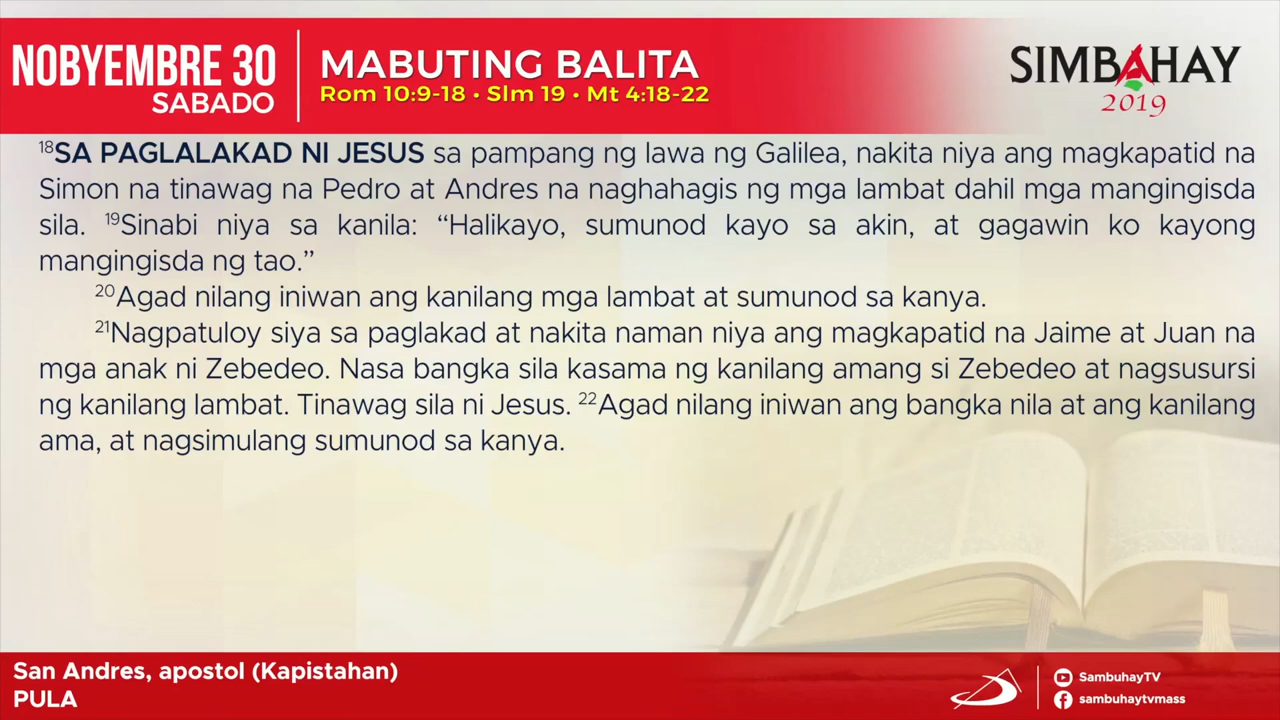 NOBYEMBRE 30
SABADO
MABUTING BALITA
Rom 10:9-18 • Slm 19 • Mt 4:18-22
SIMBAHAY
2019
18SA PAGLALAKAD NI JESUS sa pampang ng lawa ng Galilea, nakita niya ang magkapatid na
Simon na tinawag na Pedro at Andres na naghahagis ng mga lambat dahil mga mangingisda
sila. 19Sinabi niya sa kanila: “Halikayo, sumunod kayo sa akin, at gagawin ko kayong
mangingisda ng tao.”
20Agad nilang iniwan ang kanilang mga lambat at sumunod sa kanya.
21Nagpatuloy siya sa paglakad at nakita naman niya ang magkapatid na Jaime at Juan na
mga anak ni Zebedeo. Nasa bangka sila kasama ng kanilang amang si Zebedeo at nagsusursi
ng kanilang lambat. Tinawag sila ni Jesus. 22Agad nilang iniwan ang bangka nila at ang kanilang
ama, at nagsimulang sumunod sa kanya.
San Andres, apostol (Kapistahan)
PULA
SambuhayTV
sambuhaytvmass